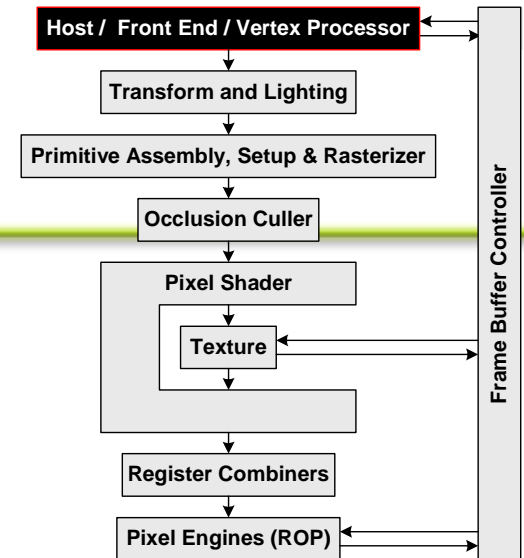 Host / Front End / Vertex Processor
Transform and Lighting
Primitive Assembly, Setup & Rasterizer
Occlusion Culler
Pixel Shader
Texture
Register Combiners
Pixel Engines (ROP)
Frame Buffer Controller